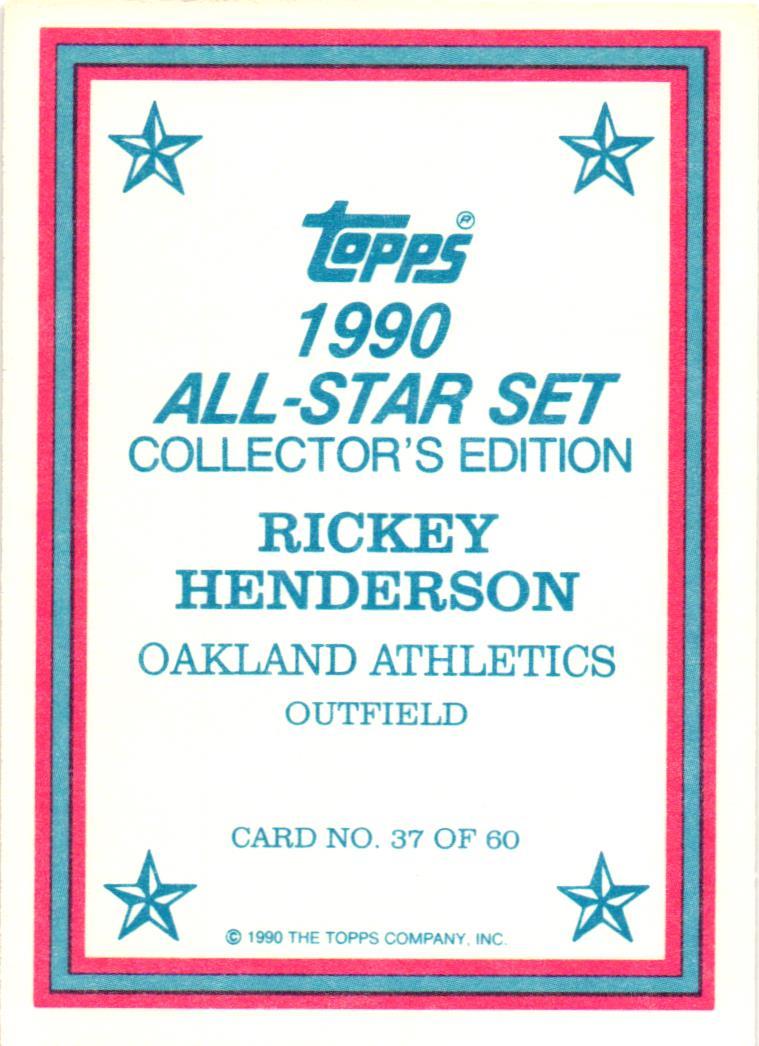 topps®
1990
ALL-STAR SET
COLLECTOR'S EDITION
RICKEY
HENDERSON
OAKLAND ATHLETICS
OUTFIELD
CARD NO. 37 OF 60
© 1990 THE TOPPS COMPANY, INC.